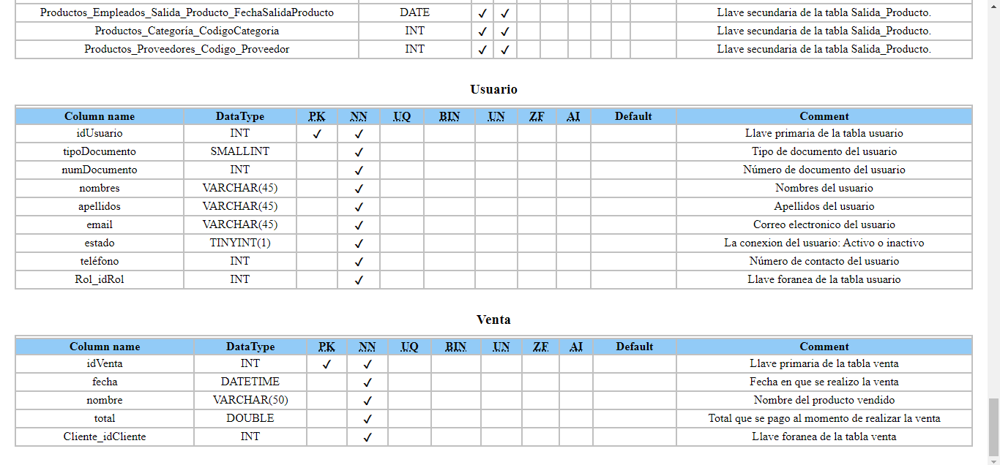 Productos_Empleados_Salida_Producto_FechaSalidaProducto DATE ✓ ✓ Llave secundaria de la tabla Salida_Producto.
Productos_Categoría_CodigoCategoria INT ✓ ✓ Llave secundaria de la tabla Salida_Producto.
Productos_Proveedores_Codigo_Proveedor INT ✓ ✓ Llave secundaria de la tabla Salida_Producto.
Usuario
Column name DataType PK NN UQ BIN UN ZF AI Default Comment
idUsuario INT ✓ ✓ Llave primaria de la tabla usuario
tipoDocumento SMALLINT ✓ Tipo de documento del usuario
numDocumento INT ✓ Número de documento del usuario
nombres VARCHAR(45) ✓ Nombres del usuario
apellidos VARCHAR(45) ✓ Apellidos del usuario
email VARCHAR(45) ✓ Correo electronico del usuario
estado TINYINT(1) ✓ La conexion del usuario: Activo o inactivo
teléfono INT ✓ Número de contacto del usuario
Rol_idRol INT ✓ Llave foranea de la tabla usuario
Venta
Column name DataType PK NN UQ BIN UN ZF AI Default Comment
idVenta INT ✓ ✓ Llave primaria de la tabla venta
fecha DATETIME ✓ Fecha en que se realizo la venta
nombre VARCHAR(50) ✓ Nombre del producto vendido
total DOUBLE ✓ Total que se pago al momento de realizar la venta
Cliente_idCliente INT ✓ Llave foranea de la tabla venta